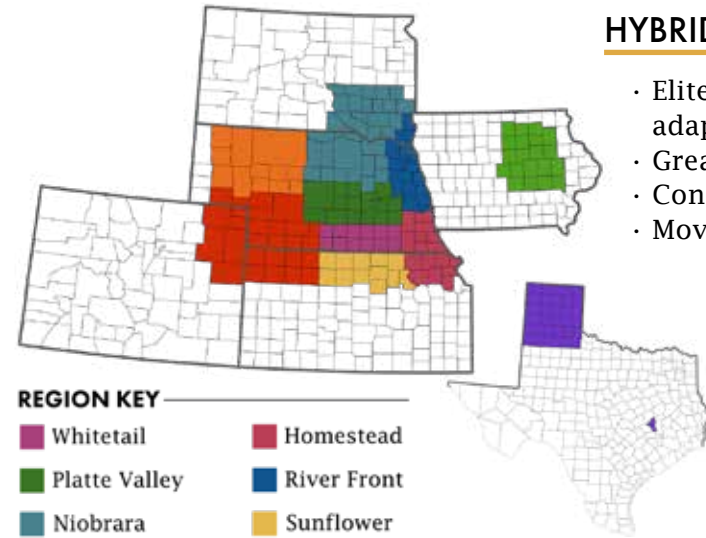 HYBRID
· Elite
adap
· Grea
· Con
· Mov
REGION KEY
Whitetail
Homestead
Platte Valley
River Front
Niobrara
Sunflower